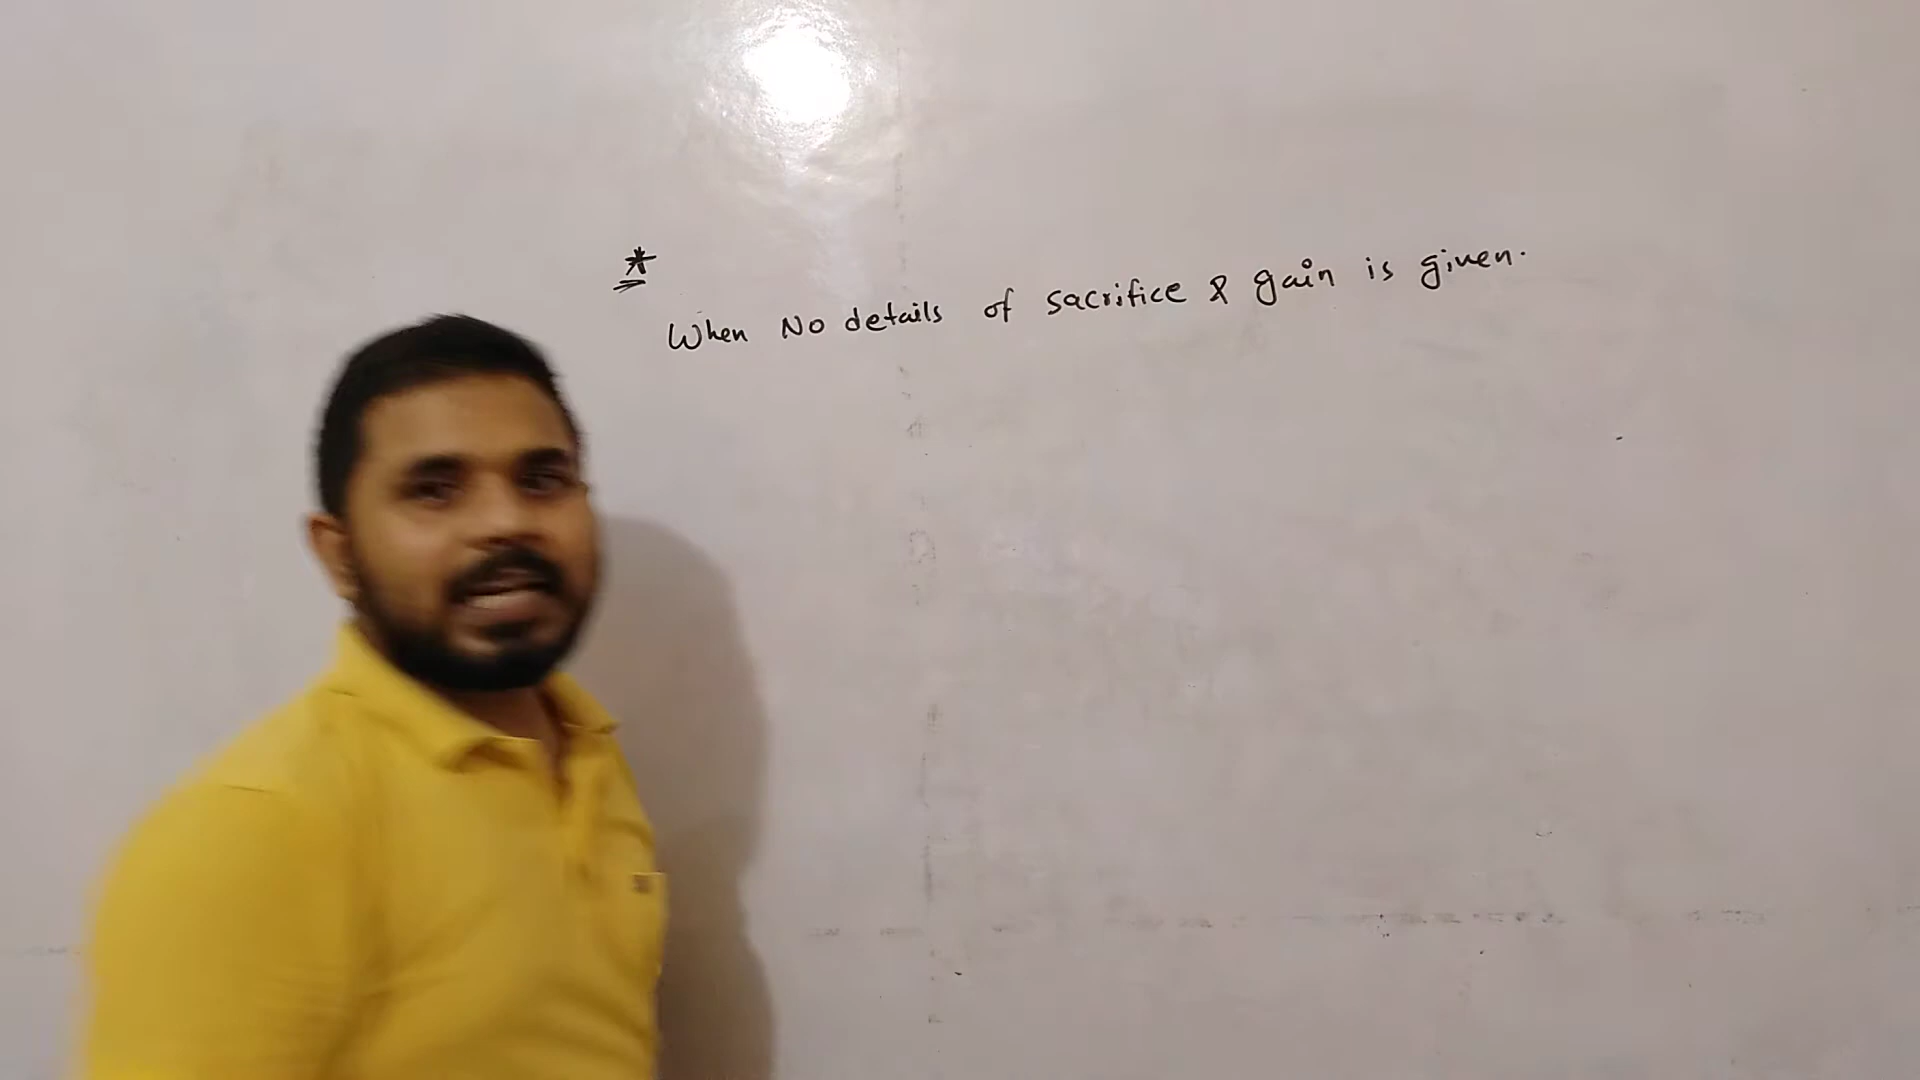 *
When No details of sacrifice & gain is given.